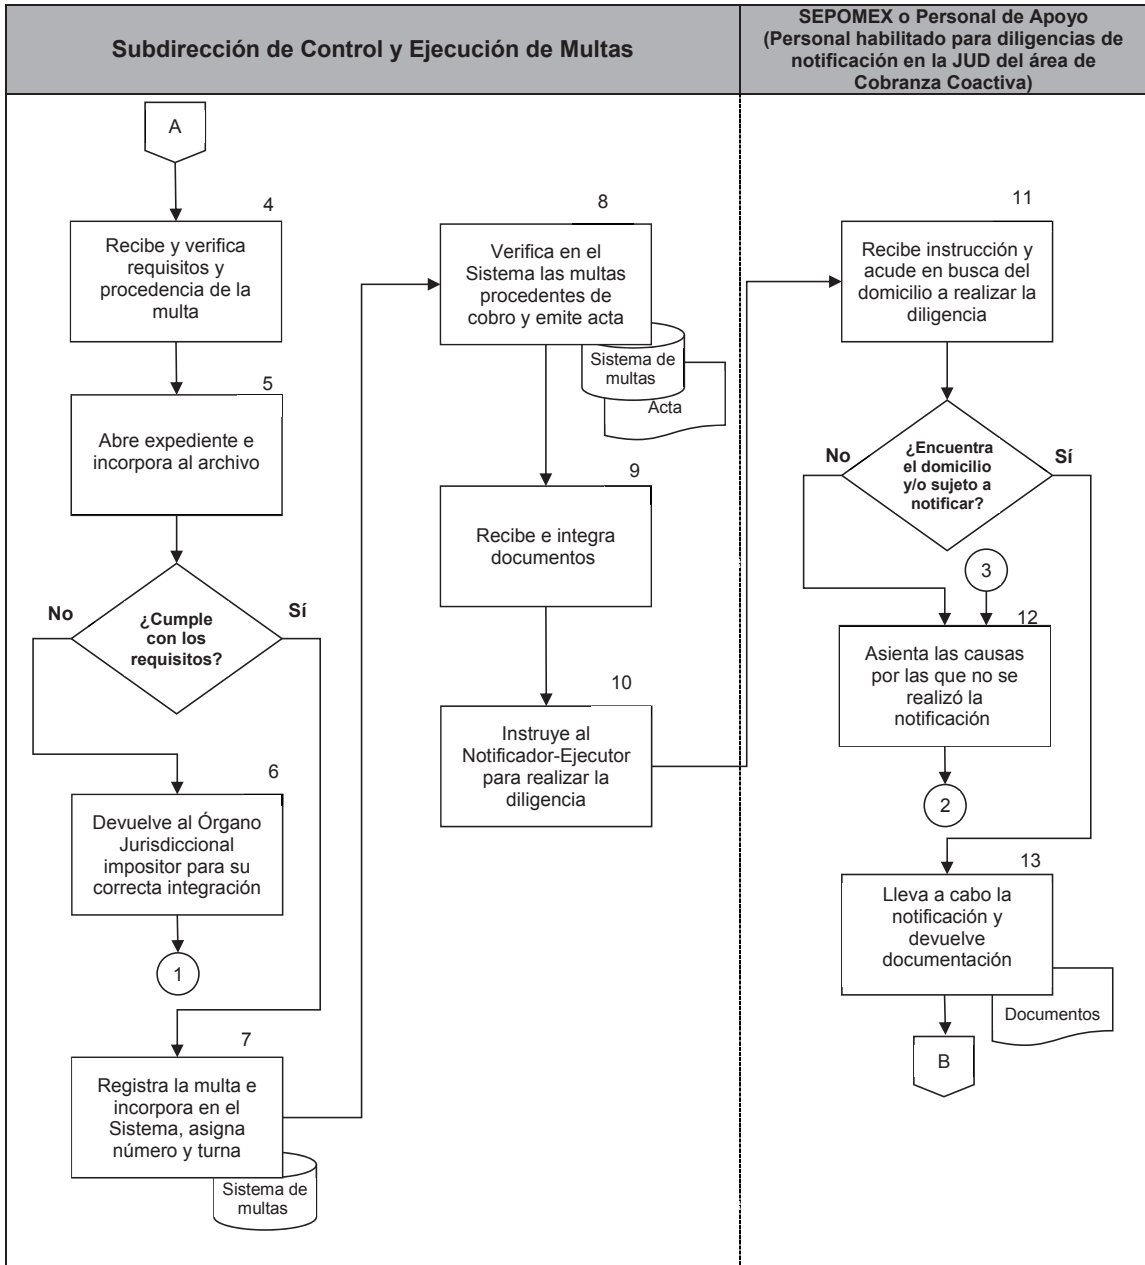 Subdirección de Control y Ejecución de Multas
SEPOMEX o Personal de Apoyo
(Personal habilitado para diligencias de
notificación en la JUD del área de
Cobranza Coactiva)
A
4
Recibe y verifica
requisitos y
procedencia de la
multa
5
Abre expediente e
incorpora al archivo
No
Sí
¿Cumple
con los
requisitos?
6
Devuelve al Órgano
Jurisdiccional
impositor para su
correcta integración
1
7
Registra la multa e
incorpora en el
Sistema, asigna
número y turna
Sistema de
multas
8
Verifica en el
Sistema las multas
procedentes de
cobro y emite acta
Sistema de
multas
Acta
9
Recibe e integra
documentos
10
Instruye al
Notificador-Ejecutor
para realizar la
diligencia
11
Recibe instrucción y
acude en busca del
domicilio a realizar la
diligencia
No
Sí
¿Encuentra
el domicilio
y/o sujeto a
notificar?
3
12
Asienta las causas
por las que no se
realizó la
notificación
2
13
Lleva a cabo la
notificación y
devuelve
documentación
Documentos
B